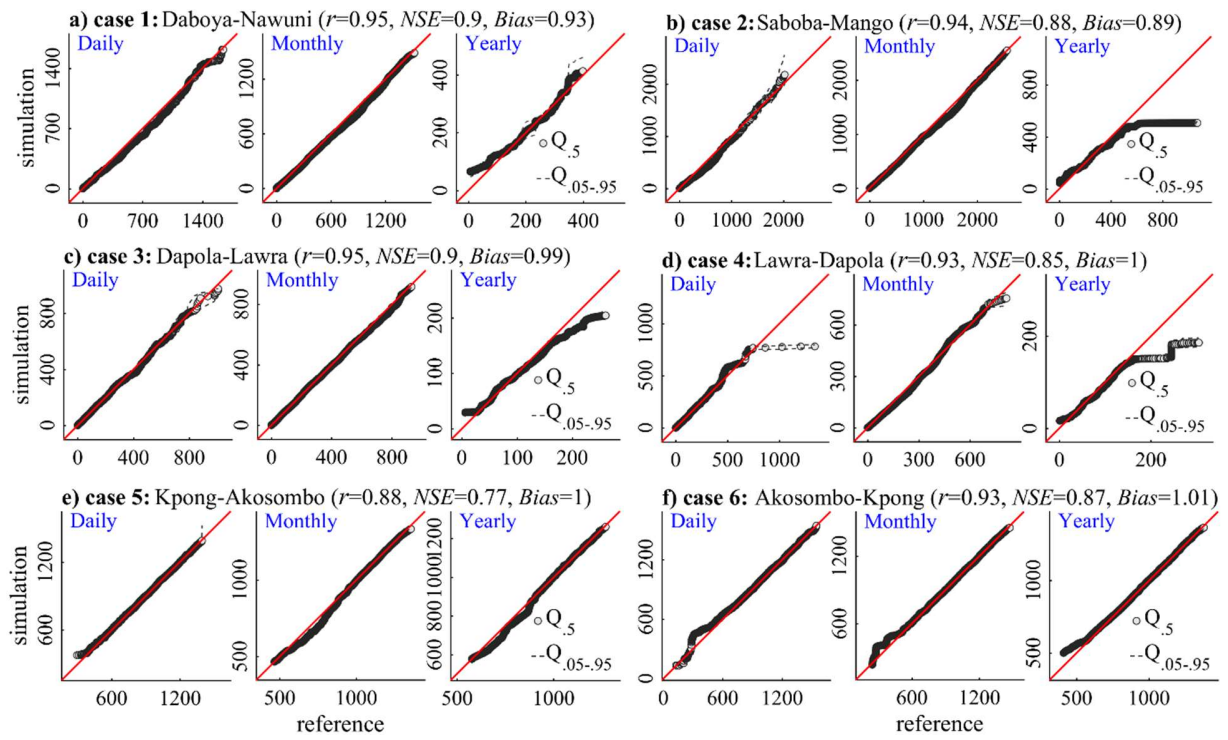 a) case 1: Daboya-Nawuni (r=0.95, NSE=0.9, Bias=0.93)
Daily Monthly Yearly
simulation
0 700 1400
0 700 1400
0 600 1200
0 600 1200
0 200 400
0 200 400
Q.5
Q.05-.95
b) case 2: Saboba-Mango (r=0.94, NSE=0.88, Bias=0.89)
Daily Monthly Yearly
0 1000 2000
0 1000 2000
0 1000 2000
0 1000 2000
0 400 800
0 400 800
Q.5
Q.05-.95
c) case 3: Dapola-Lawra (r=0.95, NSE=0.9, Bias=0.99)
Daily Monthly Yearly
simulation
0 400 800
0 400 800
0 400 800
0 400 800
0 100 200
0 100 200
Q.5
Q.05-.95
d) case 4: Lawra-Dapola (r=0.93, NSE=0.85, Bias=1)
Daily Monthly Yearly
0 500 1000
0 500 1000
0 300 600
0 300 600
0 200
0 200
Q.5
Q.05-.95
e) case 5: Kpong-Akosombo (r=0.88, NSE=0.77, Bias=1)
Daily Monthly Yearly
simulation
600 1200
600 1200
500 1000
500 1000
600 800 1000 1200
500 1000
Q.5
Q.05-.95
f) case 6: Akosombo-Kpong (r=0.93, NSE=0.87, Bias=1.01)
Daily Monthly Yearly
0 600 1200
0 600 1200
0 600 1200
400 1000
500 1000
400 1000
Q.5
Q.05-.95
reference
reference